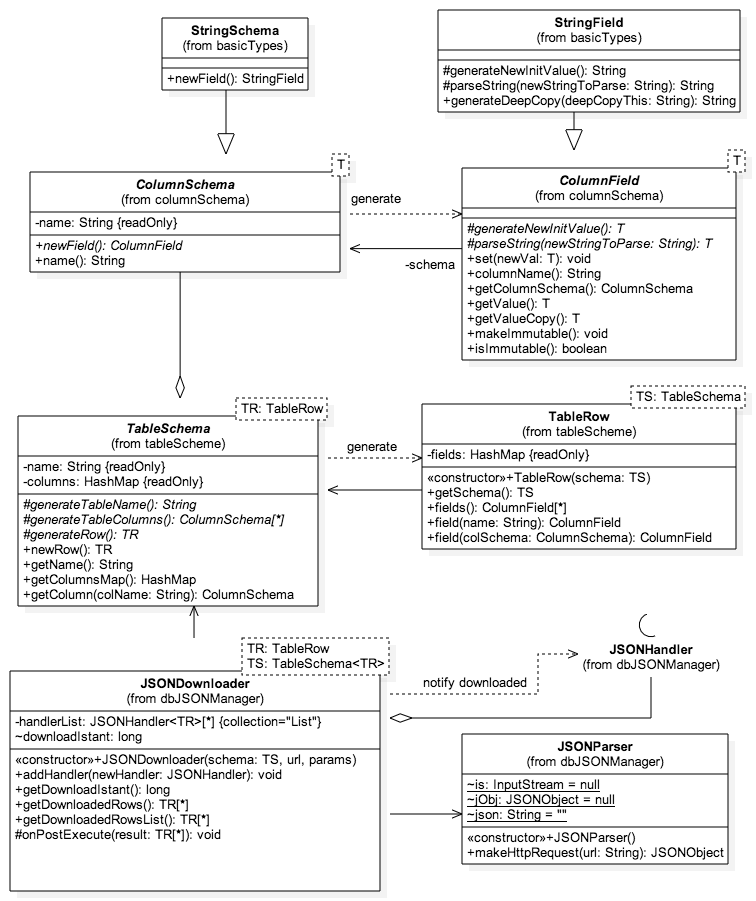 StringSchema
(from basicTypes)
+newField(): StringField
StringField
(from basicTypes)
#generateNewInitValue(): String
#parseString(newStringToParse: String): String
+generateDeepCopy(deepCopyThis: String): String
T
ColumnSchema
(from columnSchema)
-name: String {readOnly}
+newField(): ColumnField
+name(): String
generate
-schema
T
ColumnField
(from columnSchema)
#generateNewInitValue(): T
#parseString(newStringToParse: String): T
+set(newVal: T): void
+columnName(): String
+getColumnSchema(): ColumnSchema
+getValue(): T
+getValueCopy(): T
+makeImmutable(): void
+isImmutable(): boolean
TR: TableRow
TableSchema
(from tableScheme)
-name: String {readOnly}
-columns: HashMap {readOnly}
#generateTableName(): String
#generateTableColumns(): ColumnSchema[*]
#generateRow(): TR
+newRow(): TR
+getName(): String
+getColumnsMap(): HashMap
+getColumn(colName: String): ColumnSchema
generate
TS: TableSchema
TableRow
(from tableScheme)
-fields: HashMap {readOnly}
«constructor»+TableRow(schema: TS)
+getSchema(): TS
+fields(): ColumnField[*]
+field(name: String): ColumnField
+field(colSchema: ColumnSchema): ColumnField
TR: TableRow
TS: TableSchema<TR>
JSONDownloader
(from dbJSONManager)
-handlerList: JSONHandler<TR>[*] {collection="List"}
~downloadIstant: long
«constructor»+JSONDownloader(schema: TS, url, params)
+addHandler(newHandler: JSONHandler): void
+getDownloadIstant(): long
+getDownloadedRows(): TR[*]
+getDownloadedRowsList(): TR[*]
#onPostExecute(result: TR[*]): void
notify downloaded
JSONHandler
(from dbJSONManager)
JSONParser
(from dbJSONManager)
~is: InputStream = null
~jObj: JSONObject = null
~json: String = ""
«constructor»+JSONParser()
+makeHttpRequest(url: String): JSONObject